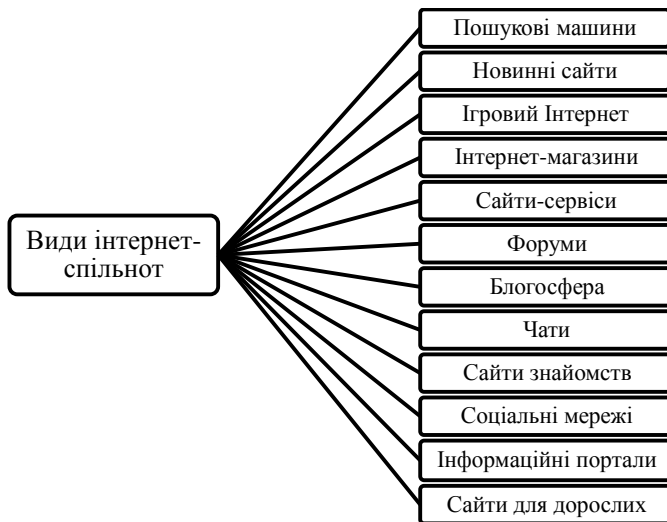 Види інтернет-
спільнот
Пошукові машини
Новинні сайти
Ігровий Інтернет
Інтернет-магазини
Сайти-сервіси
Форуми
Блогосфера
Чати
Сайти знайомств
Соціальні мережі
Інформаційні портали
Сайти для дорослих